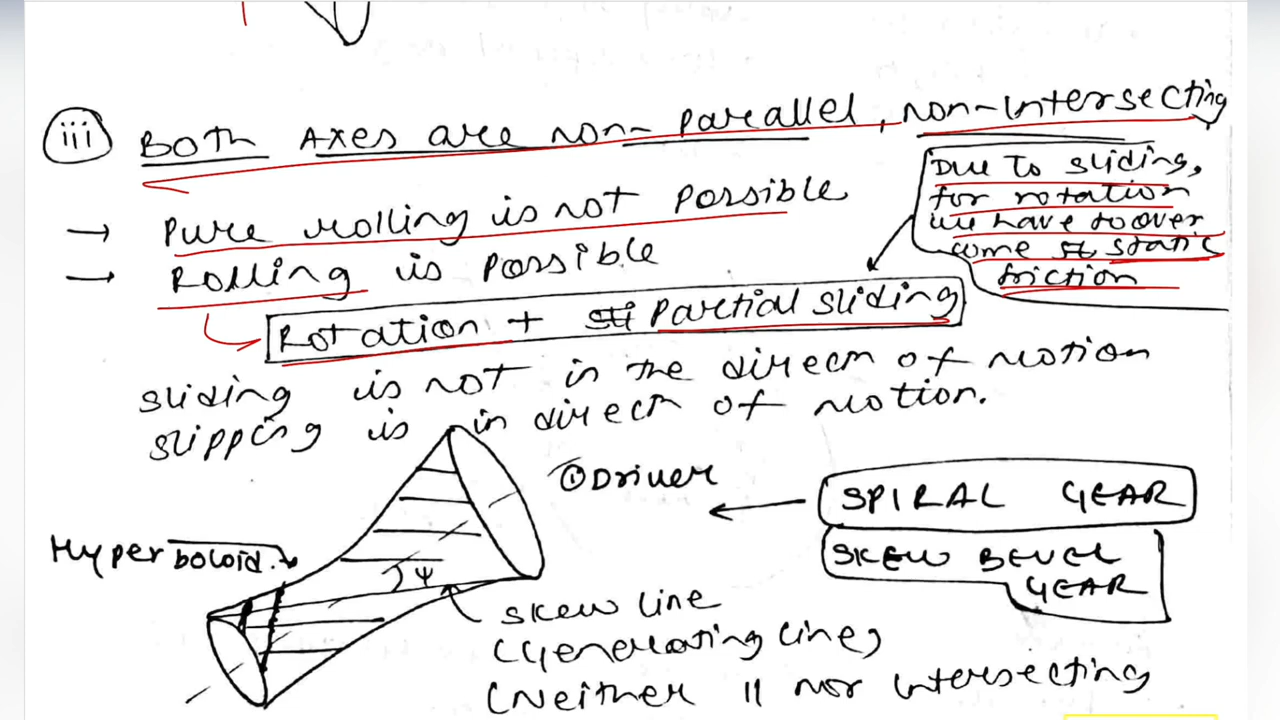 (iii) Both Axes are non-Parallel, non-Intersecting
Due to sliding,
for rotation
we have to over
come st static
friction
→ Pure rolling is not possible
→ Rolling is possible
Rotation + sti Partial sliding
sliding is not in the direcn of motion
slipping is in direcn of motion.
① Driver
SPIRAL GEAR
SKEW BEVEL
GEAR
Hyperboloid.
ψ
skew line
(Generating line)
(Neither || nor intersecting